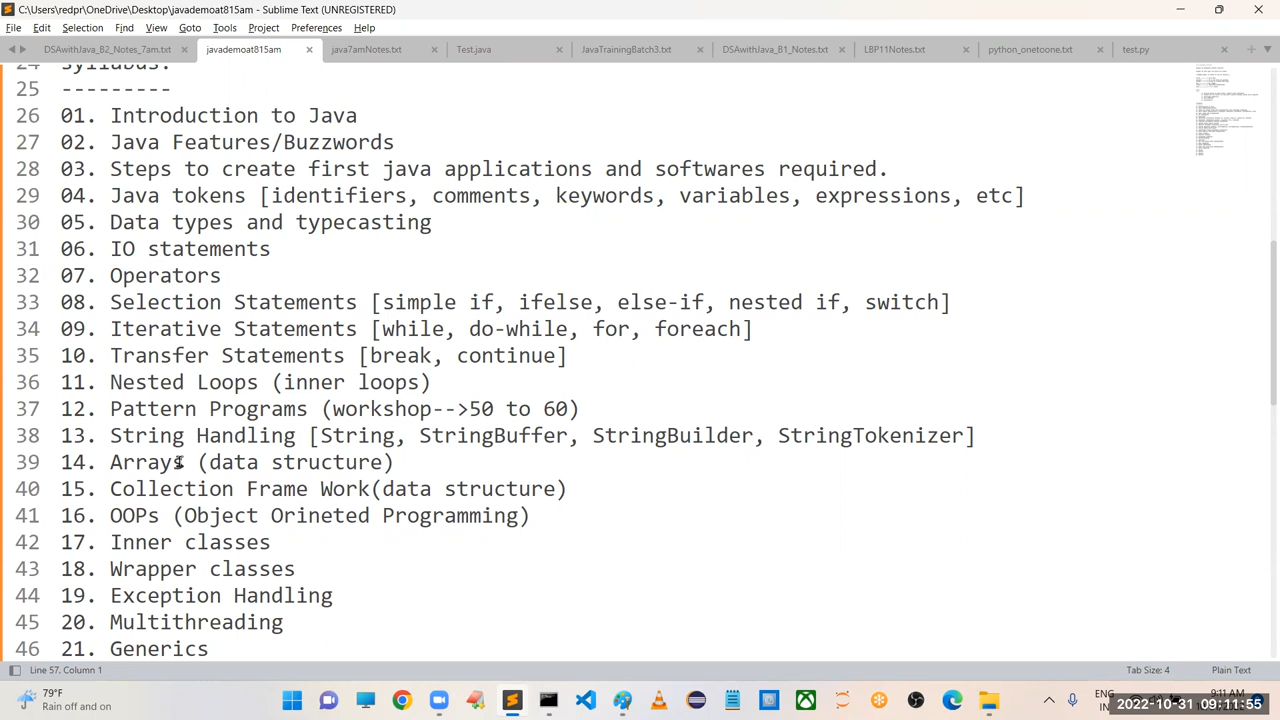 C:\Users\redpr\OneDrive\Desktop\javademoat815am - Sublime Text (UNREGISTERED)
File Edit Selection Find View Goto Tools Project Preferences Help
DSAwithJava_B2_Notes_7am.txt javademoat815am java7amNotes.txt Test.java JavaTrainingBatch3.txt DSAwithJava_B1_Notes.txt LBP11Notes.txt python_onetoone.txt test.py
24 Syllabus:
25 ---------
26 01. Introduction to Java
27 02. Java Features/Buzzwords
28 03. Steps to create first java applications and softwares required.
29 04. Java tokens [identifiers, comments, keywords, variables, expressions, etc]
30 05. Data types and typecasting
31 06. IO statements
32 07. Operators
33 08. Selection Statements [simple if, ifelse, else-if, nested if, switch]
34 09. Iterative Statements [while, do-while, for, foreach]
35 10. Transfer Statements [break, continue]
36 11. Nested Loops (inner loops)
37 12. Pattern Programs (workshop-->50 to 60)
38 13. String Handling [String, StringBuffer, StringBuilder, StringTokenizer]
39 14. Arrays (data structure)
40 15. Collection Frame Work(data structure)
41 16. OOPs (Object Orineted Programming)
42 17. Inner classes
43 18. Wrapper classes
44 19. Exception Handling
45 20. Multithreading
46 21. Generics
Line 57, Column 1 Tab Size: 4 Plain Text
79°F
Rain off and on
ENG
9:11 AM
2022-10-31 09:11:55